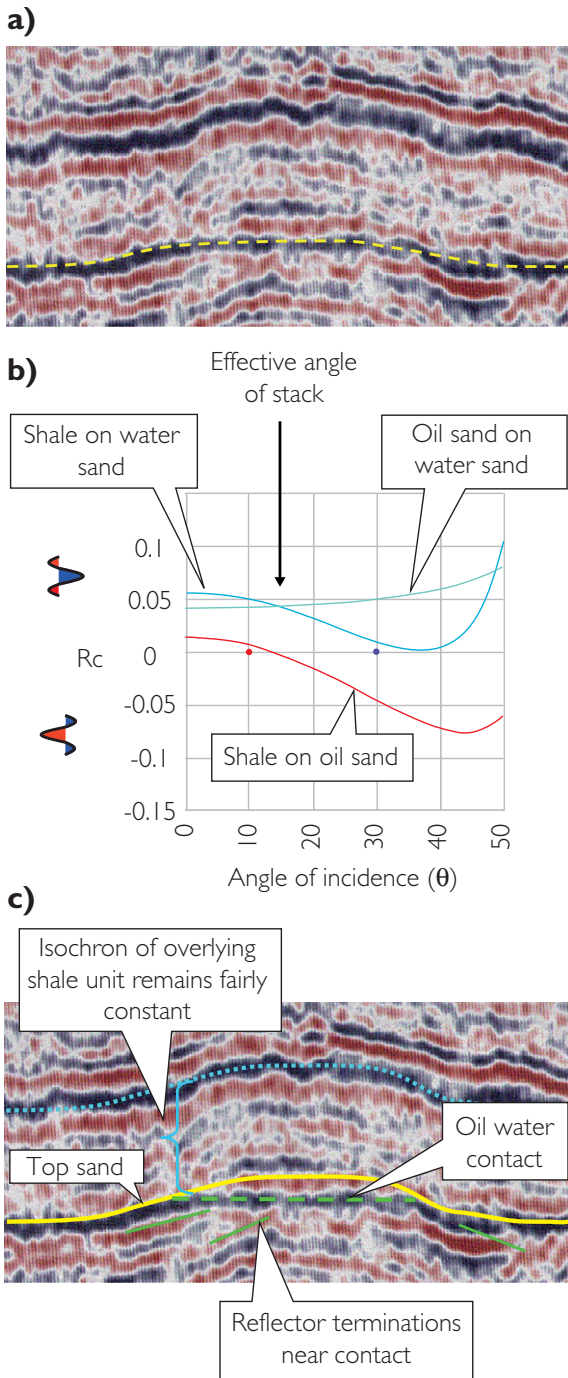 a)
b)
Effective angle
of stack
Shale on water
sand
Oil sand on
water sand
0.1
0.05
Rc
0
-0.05
-0.1
-0.15
Shale on oil sand
0
10
20
30
40
50
Angle of incidence (θ)
c)
Isochron of overlying
shale unit remains fairly
constant
Oil water
contact
Top sand
Reflector terminations
near contact